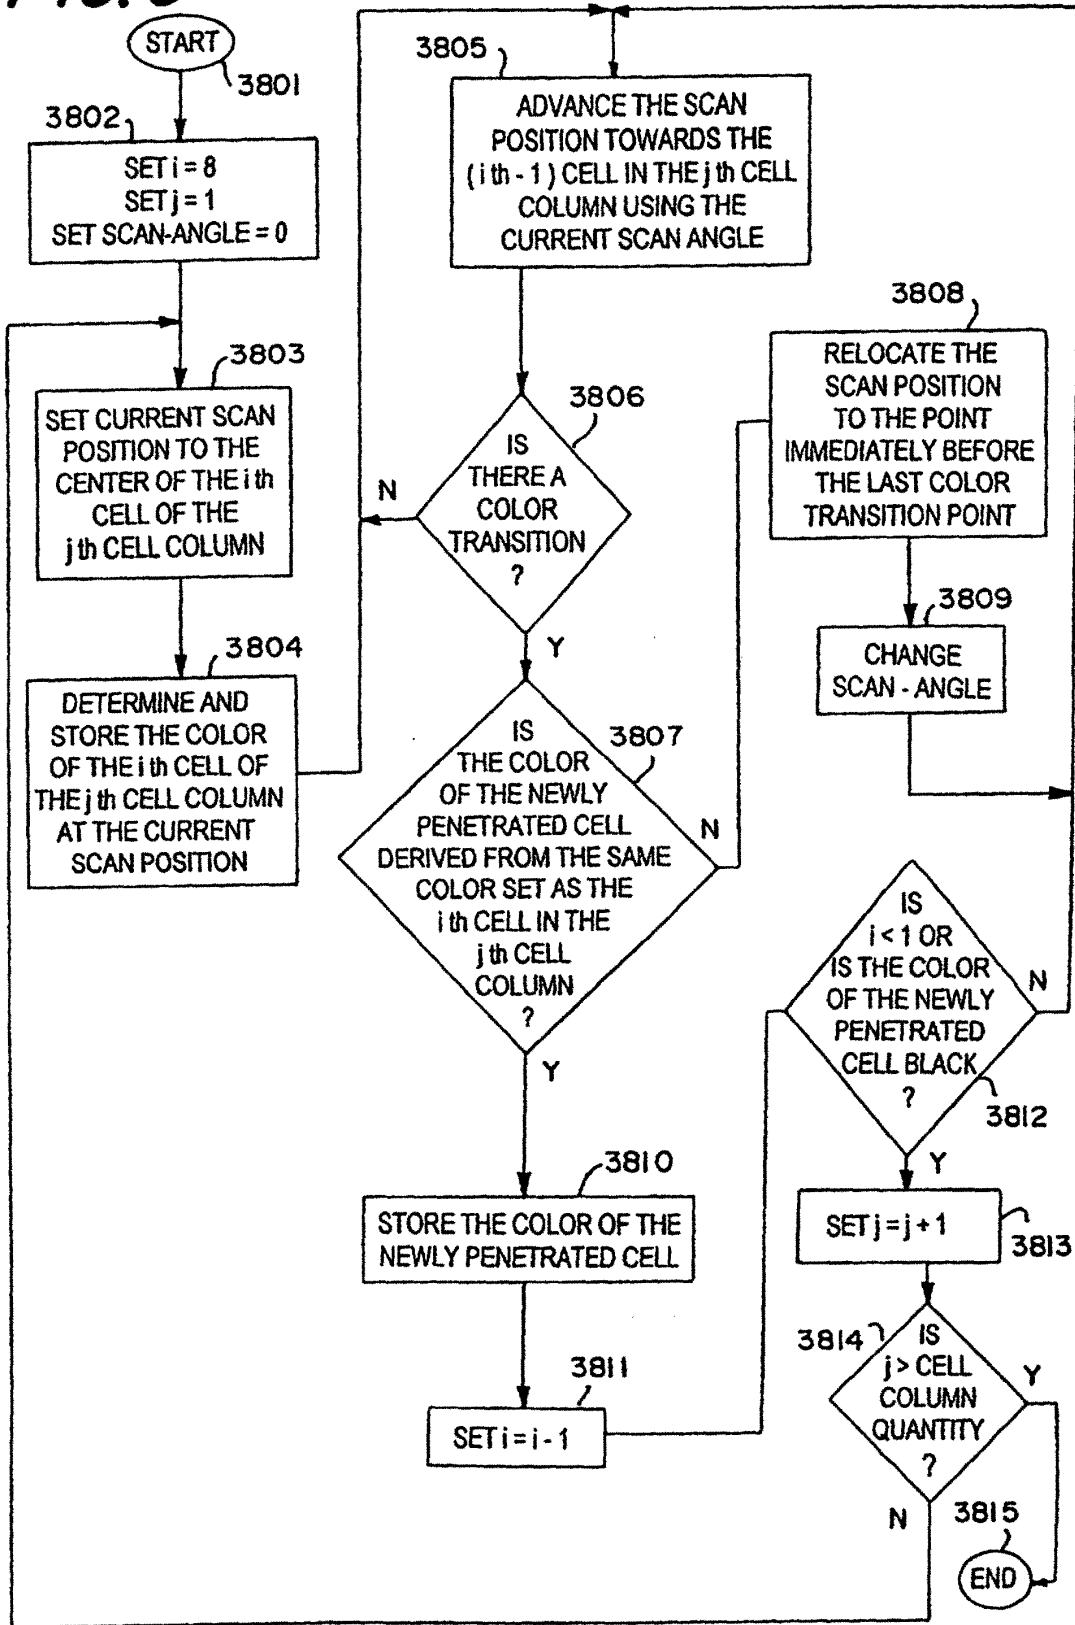 START
3801
3802
SET i = 8
SET j = 1
SET SCAN-ANGLE = 0
3803
SET CURRENT SCAN
POSITION TO THE
CENTER OF THE i th
CELL OF THE
j th CELL COLUMN
3804
DETERMINE AND
STORE THE COLOR
OF THE i th CELL OF
THE j th CELL COLUMN
AT THE CURRENT
SCAN POSITION
3805
ADVANCE THE SCAN
POSITION TOWARDS THE
(i th - 1) CELL IN THE j th CELL
COLUMN USING THE
CURRENT SCAN ANGLE
3806
IS
THERE A
COLOR
TRANSITION
?
N
Y
3807
IS
THE COLOR
OF THE NEWLY
PENETRATED CELL
DERIVED FROM THE SAME
COLOR SET AS THE
i th CELL IN THE
j th CELL
COLUMN
?
N
Y
3808
RELOCATE THE
SCAN POSITION
TO THE POINT
IMMEDIATELY BEFORE
THE LAST COLOR
TRANSITION POINT
3809
CHANGE
SCAN - ANGLE
3810
STORE THE COLOR OF THE
NEWLY PENETRATED CELL
3811
SET i = i - 1
IS
i < 1 OR
IS THE COLOR
OF THE NEWLY
PENETRATED
CELL BLACK
?
N
3812
Y
SET j = j + 1
3813
3814
IS
j > CELL
COLUMN
QUANTITY
?
Y
N
3815
END